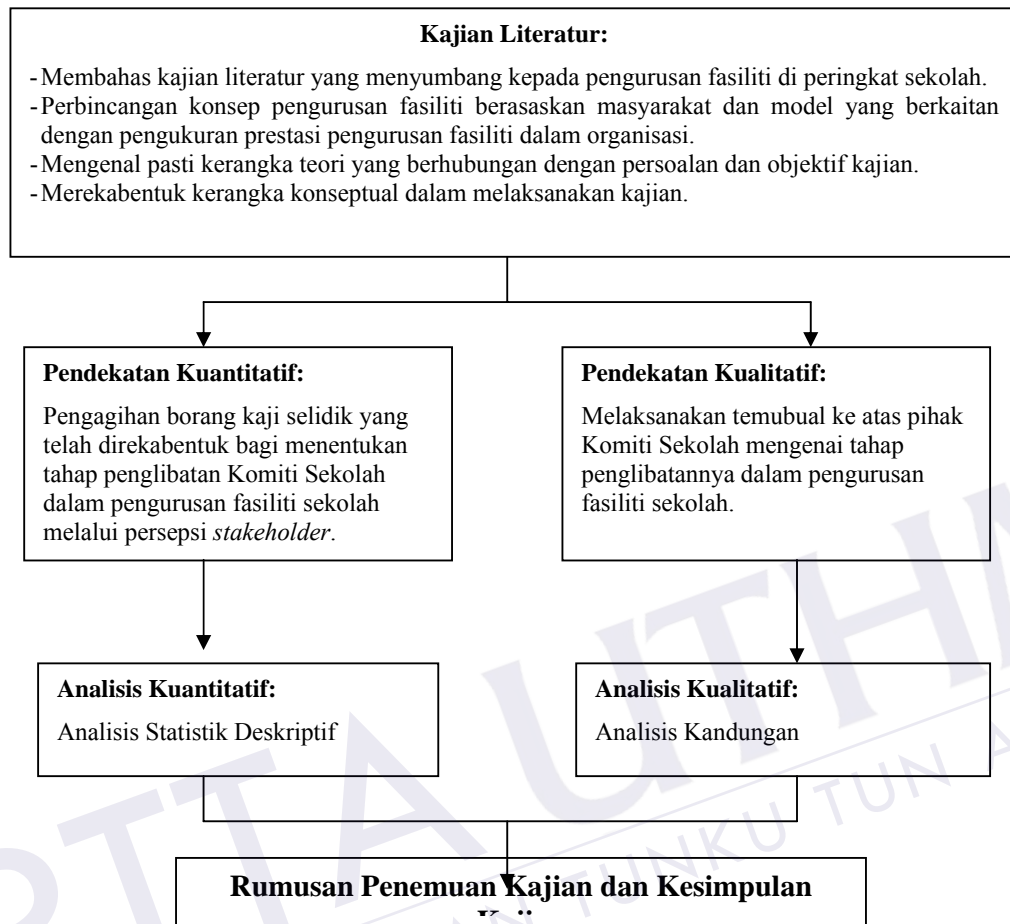 Kajian Literatur:
- Membahas kajian literatur yang menyumbang kepada pengurusan fasiliti di peringkat sekolah.
- Perbincangan konsep pengurusan fasiliti berasaskan masyarakat dan model yang berkaitan
dengan pengukuran prestasi pengurusan fasiliti dalam organisasi.
- Mengenal pasti kerangka teori yang berhubungan dengan persoalan dan objektif kajian.
- Merekabentuk kerangka konseptual dalam melaksanakan kajian.
Pendekatan Kuantitatif:
Pengagihan borang kaji selidik yang
telah direkabentuk bagi menentukan
tahap penglibatan Komiti Sekolah
dalam pengurusan fasiliti sekolah
melalui persepsi stakeholder.
Pendekatan Kualitatif:
Melaksanakan temubual ke atas pihak
Komiti Sekolah mengenai tahap
penglibatannya dalam pengurusan
fasiliti sekolah.
Analisis Kuantitatif:
Analisis Statistik Deskriptif
Analisis Kualitatif:
Analisis Kandungan
Rumusan Penemuan Kajian dan Kesimpulan
PTTA UTHM
TUNKU TUN